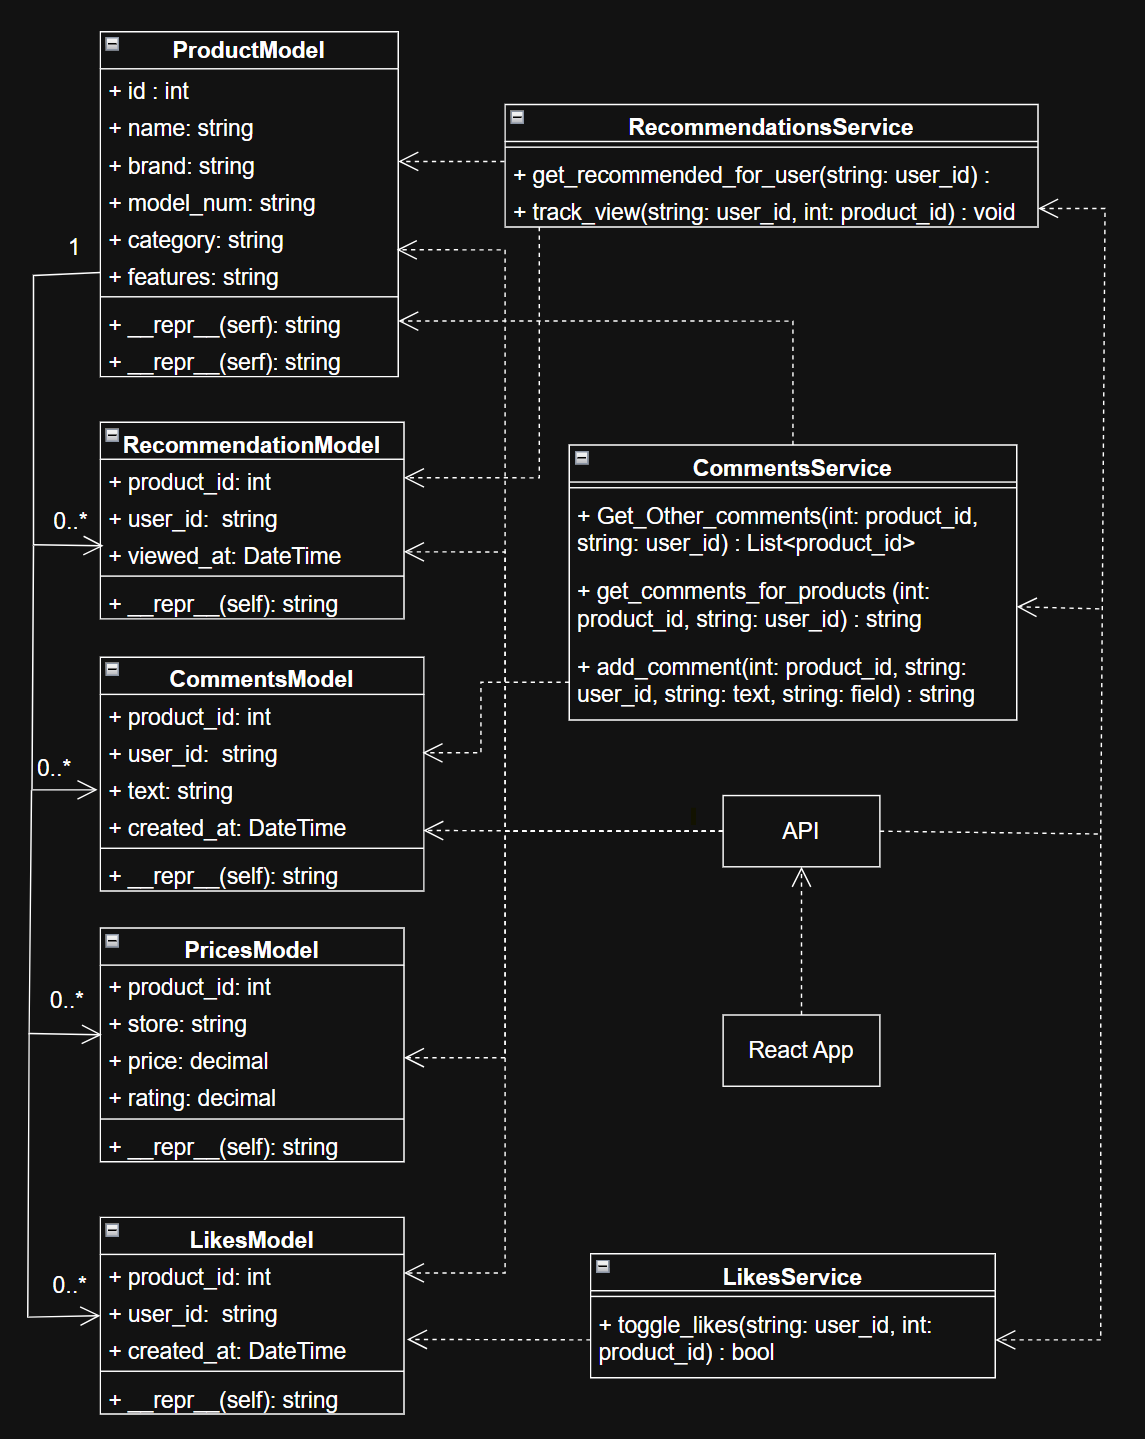 ProductModel
+ id : int
+ name: string
+ brand: string
+ model_num: string
+ category: string
+ features: string
+ __repr__(serf): string
+ __repr__(serf): string
1
RecommendationsService
+ get_recommended_for_user(string: user_id) :
+ track_view(string: user_id, int: product_id) : void
RecommendationModel
+ product_id: int
+ user_id:  string
+ viewed_at: DateTime
+ __repr__(self): string
0..*
CommentsService
+ Get_Other_comments(int: product_id,
string: user_id) : List<product_id>
+ get_comments_for_products (int:
product_id, string: user_id) : string
+ add_comment(int: product_id, string:
user_id, string: text, string: field) : string
CommentsModel
+ product_id: int
+ user_id:  string
+ text: string
+ created_at: DateTime
+ __repr__(self): string
0..*
API
PricesModel
+ product_id: int
+ store: string
+ price: decimal
+ rating: decimal
+ __repr__(self): string
0..*
React App
LikesModel
+ product_id: int
+ user_id:  string
+ created_at: DateTime
+ __repr__(self): string
0..*
LikesService
+ toggle_likes(string: user_id, int:
product_id) : bool